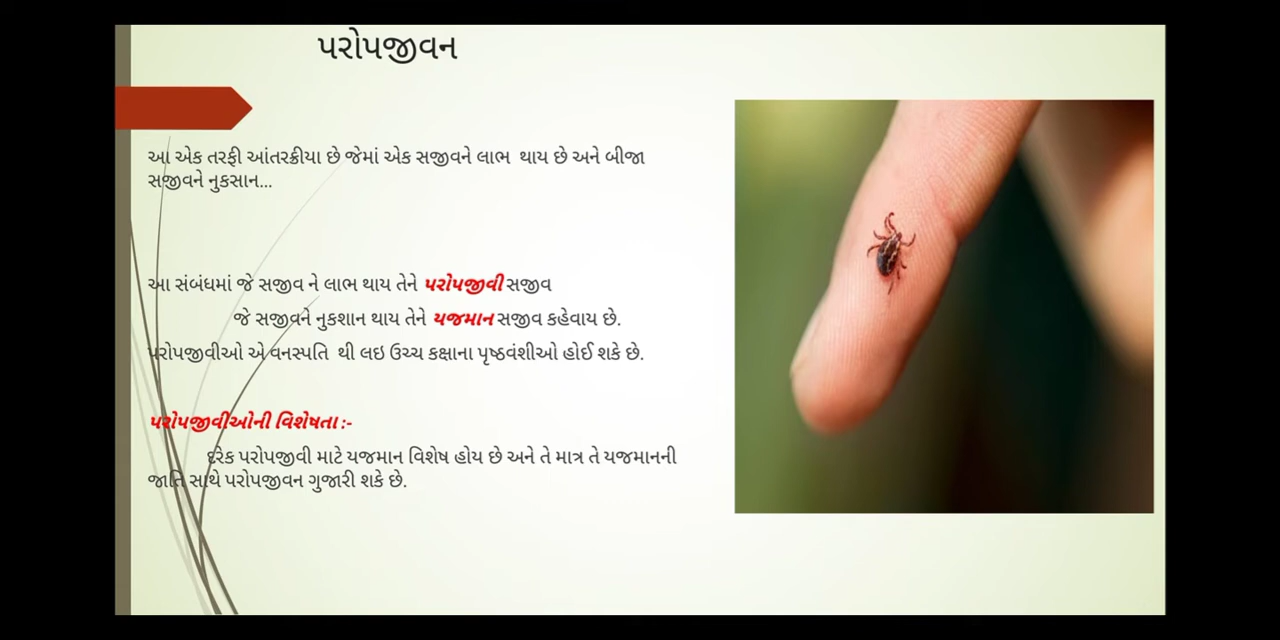 પરોપજીવન
આ એક તરફી આંતરક્રીયા છે જેમાં એક સજીવને લાભ થાય છે અને બીજા
સજીવને નુકસાન...
આ સંબંધમાં જે સજીવ ને લાભ થાય તેને પરોપજીવી સજીવ
જે સજીવને નુકશાન થાય તેને યજમાન સજીવ કહેવાય છે.
પરોપજીવીઓ એ વનસ્પતિ થી લઇ ઉચ્ચ કક્ષાના પૃષ્ઠવંશીઓ હોઈ શકે છે.
પરોપજીવીઓની વિશેષતા :-
દરેક પરોપજીવી માટે યજમાન વિશેષ હોય છે અને તે માત્ર તે યજમાનની
જાતિ સાથે પરોપજીવન ગુજારી શકે છે.